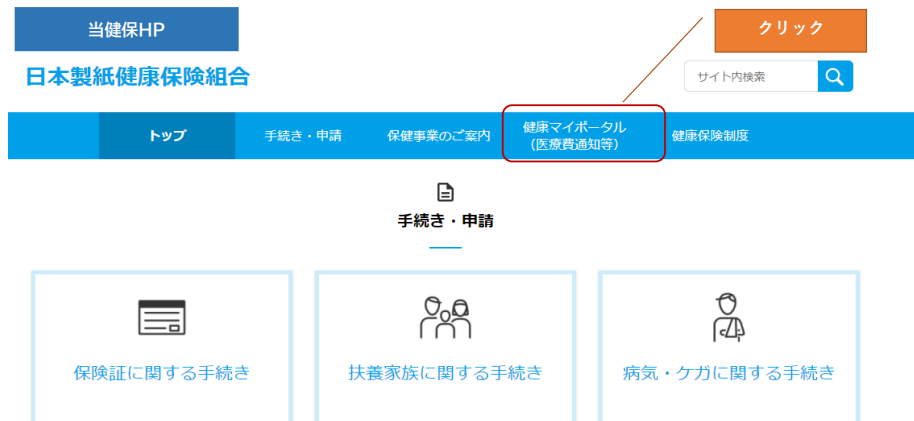 当健保HP
クリック
日本製紙健康保険組合
サイト内検索
トップ
手続き・申請
保健事業のご案内
健康マイポータル
(医療費通知等)
健康保険制度
手続き・申請
保険証に関する手続き
扶養家族に関する手続き
病気・ケガに関する手続き